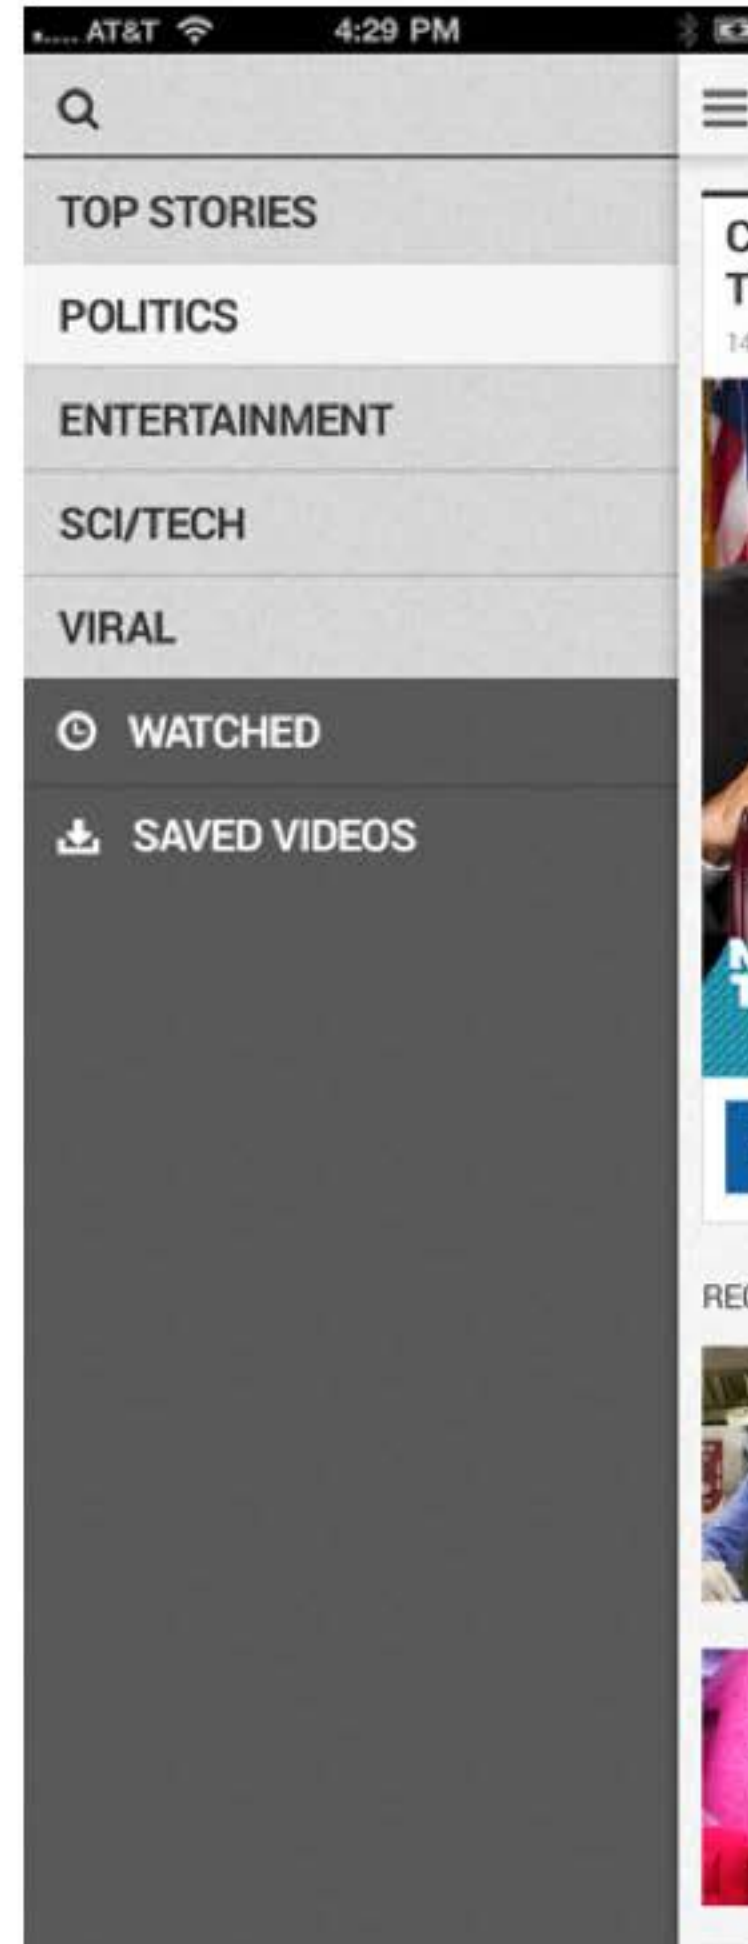 AT&T 4:29 PM
TOP STORIES
POLITICS
ENTERTAINMENT
SCI/TECH
VIRAL
WATCHED
SAVED VIDEOS